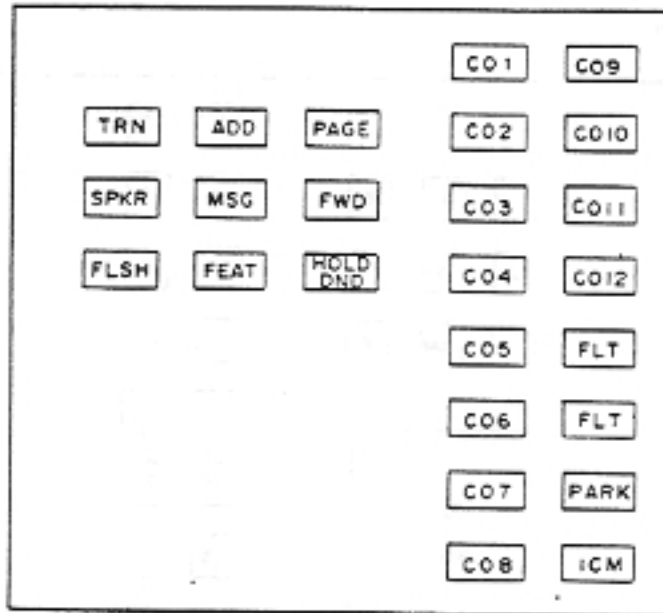 CO1 CO9
TRN ADD PAGE CO2 CO10
SPKR MSG FWD CO3 CO11
FLSH FEAT HOLD DND CO4 CO12
CO5 FLT
CO6 FLT
CO7 PARK
CO8 ICM